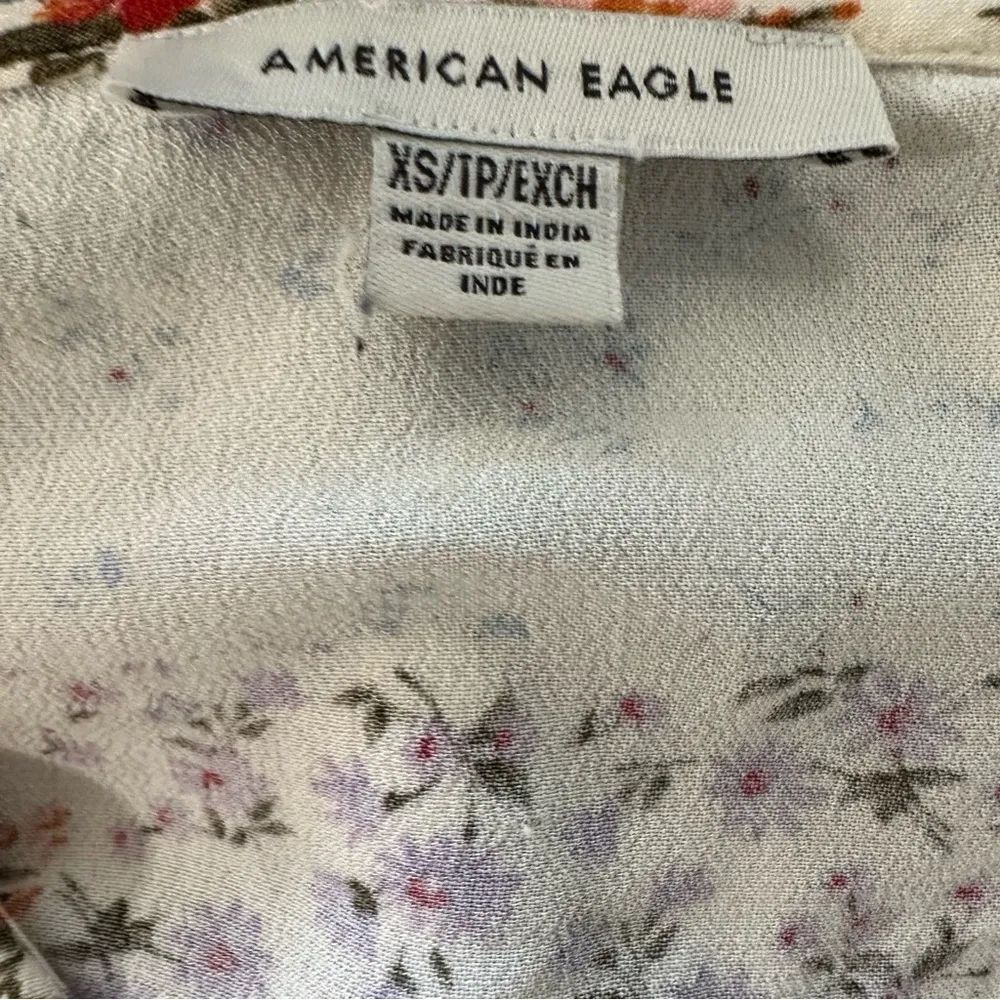 AMERICAN EAGLE
XS/TP/EXCH
MADE IN INDIA
FABRIQUÉ EN
INDE